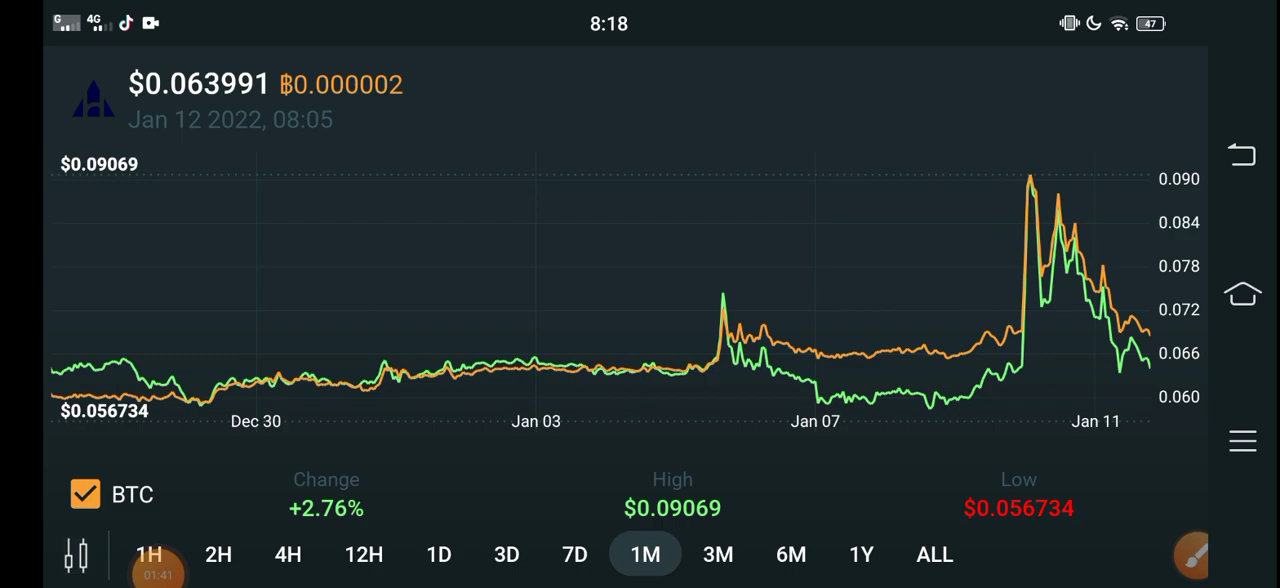 G 4G 8:18 47
$0.063991 ฿0.000002
Jan 12 2022, 08:05
$0.09069
0.090
0.084
0.078
0.072
0.066
0.060
$0.056734
Dec 30 Jan 03 Jan 07 Jan 11
Change High Low
BTC +2.76% $0.09069 $0.056734
1H 2H 4H 12H 1D 3D 7D 1M 3M 6M 1Y ALL
01:41